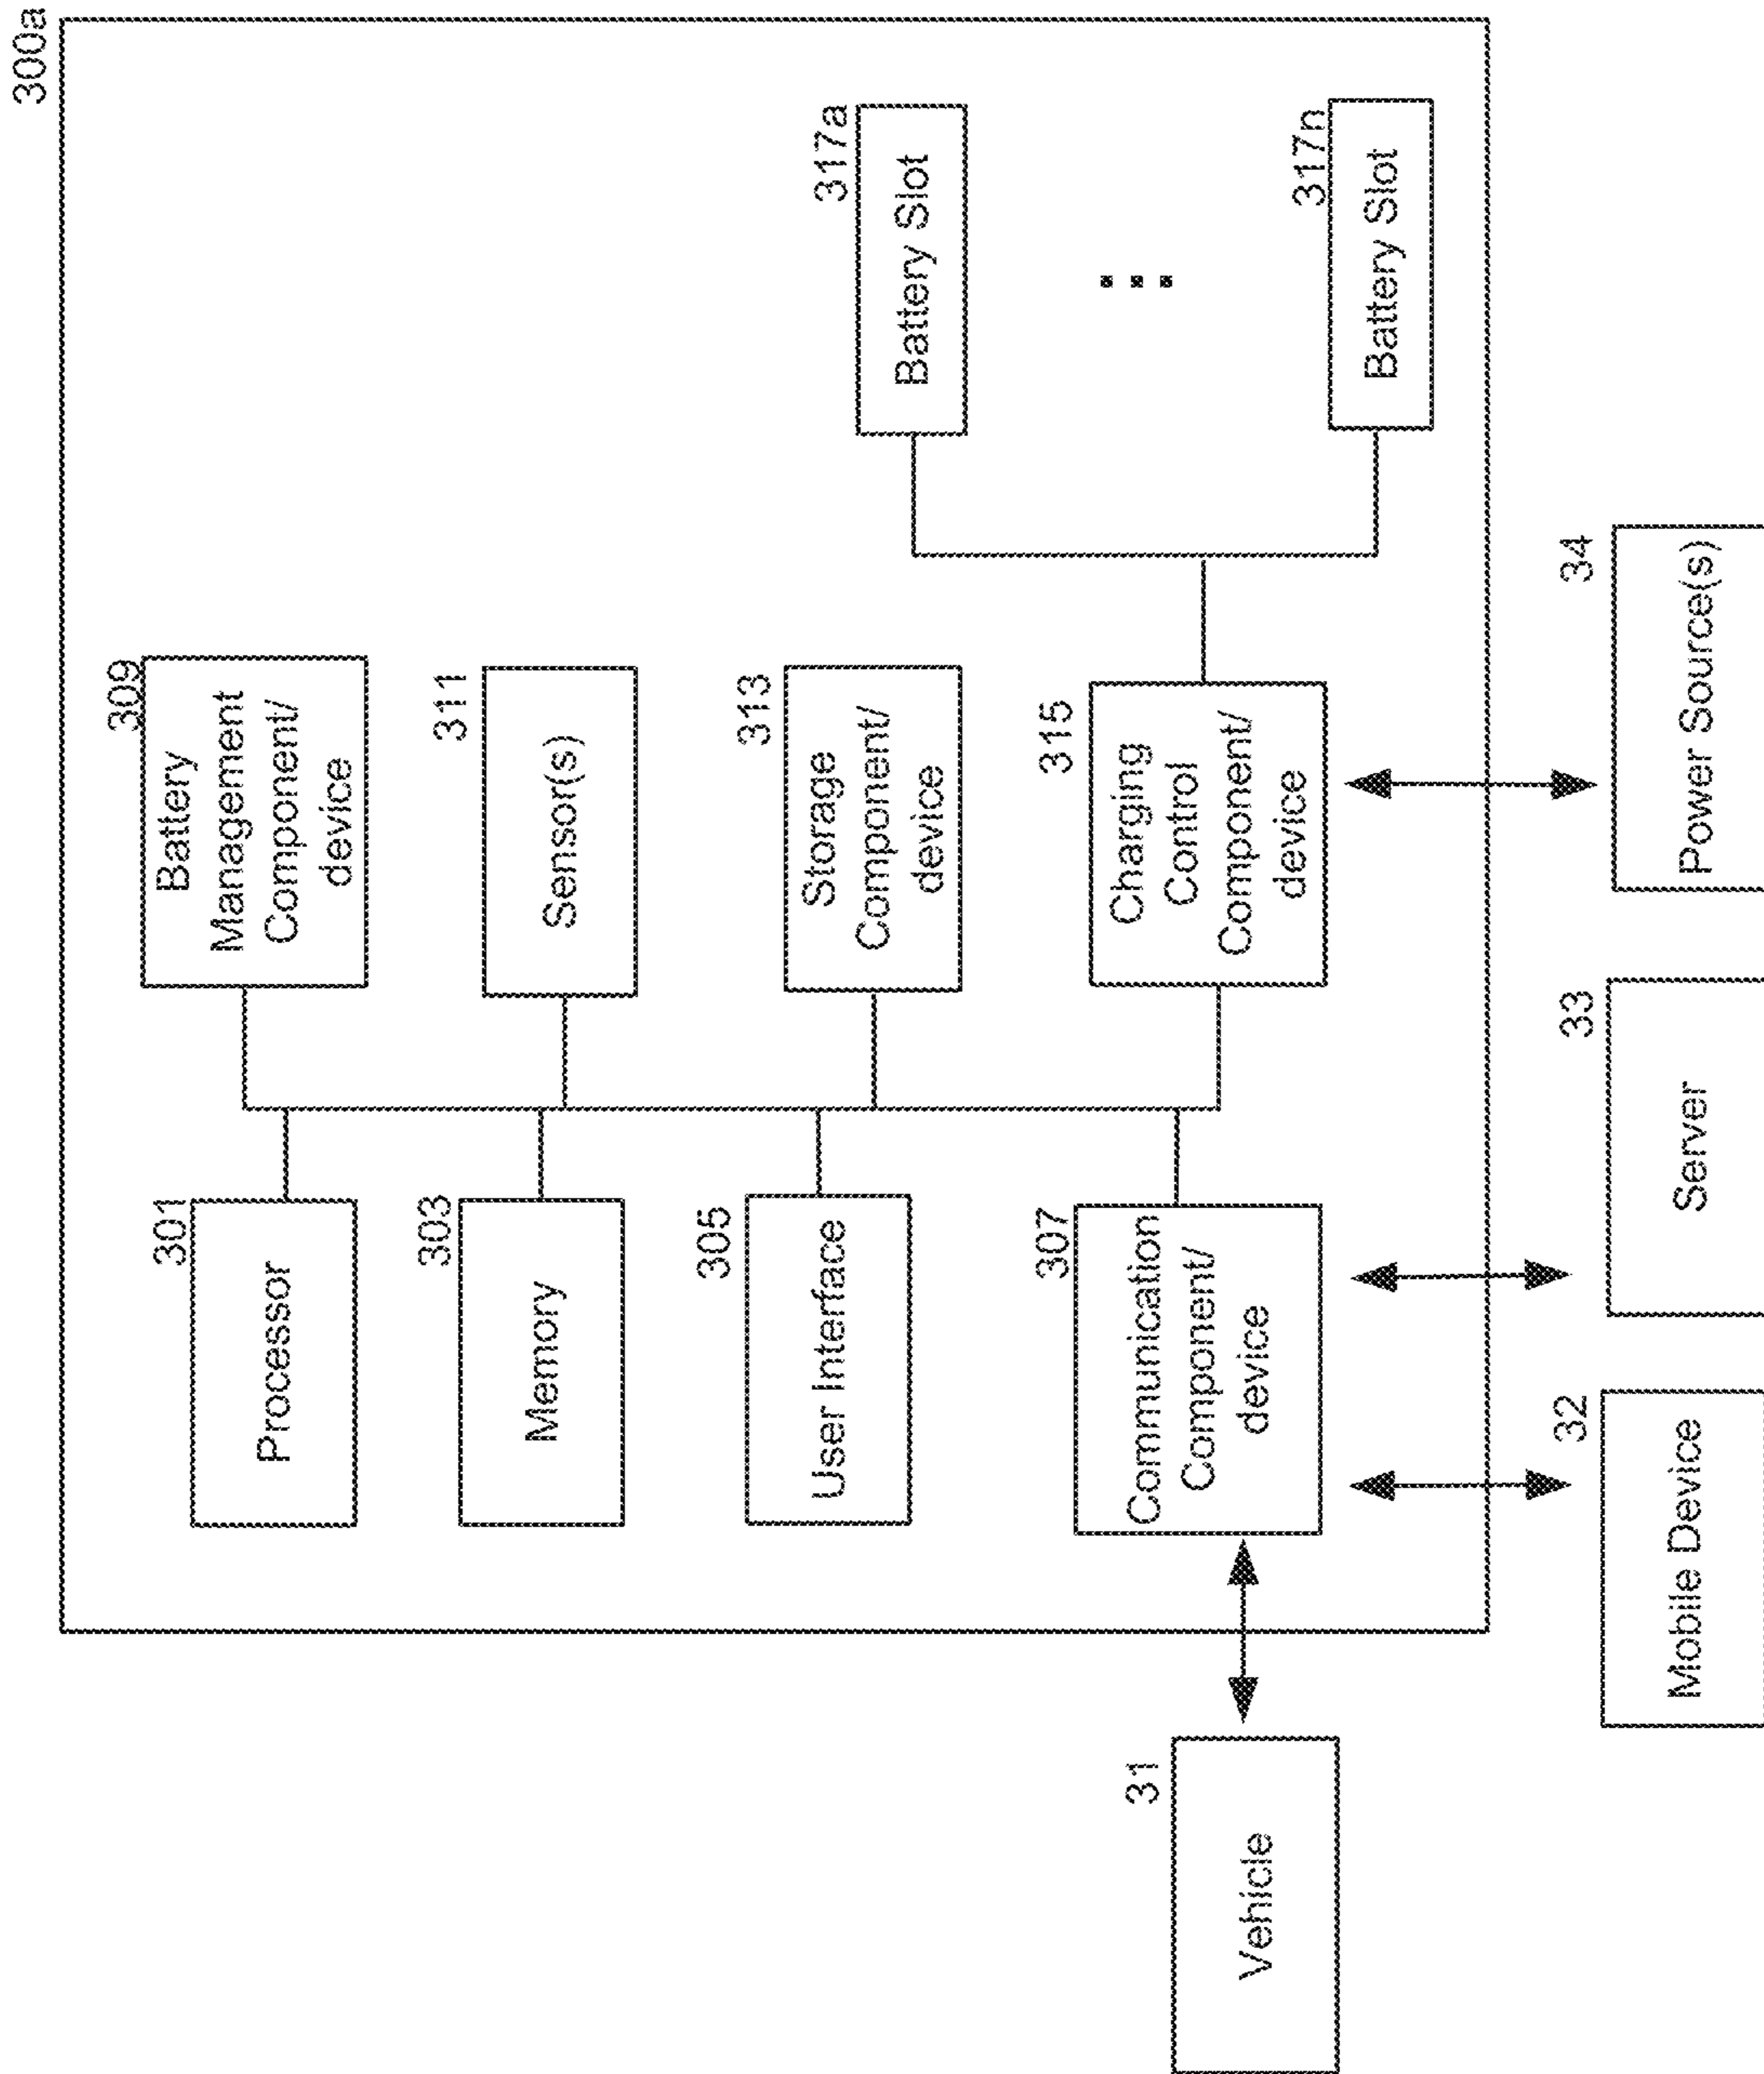 300a
301
Processor
309
Battery
Management
Component/
device
303
Memory
311
Sensor(s)
305
User Interface
313
Storage
Component/
device
317a
Battery Slot
...
317n
Battery Slot
307
Communication
Component/
device
315
Charging
Control
Component/
device
31
Vehicle
32
Mobile Device
33
Server
34
Power Source(s)